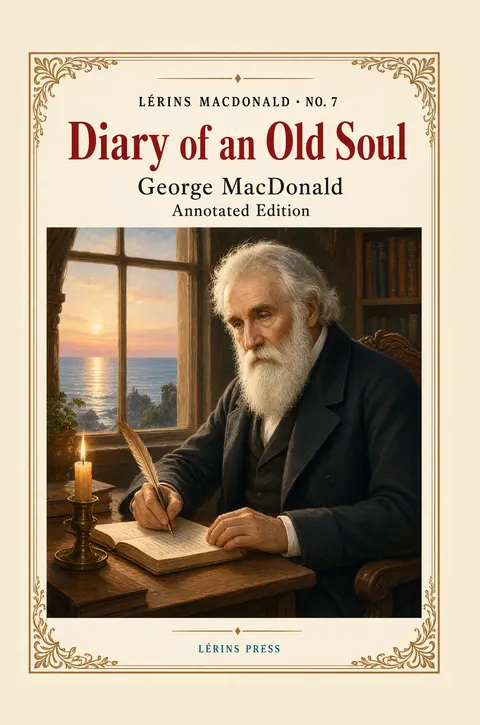 LÉRINS MACDONALD · NO. 7
Diary of an Old Soul
George MacDonald
Annotated Edition
LÉRINS PRESS